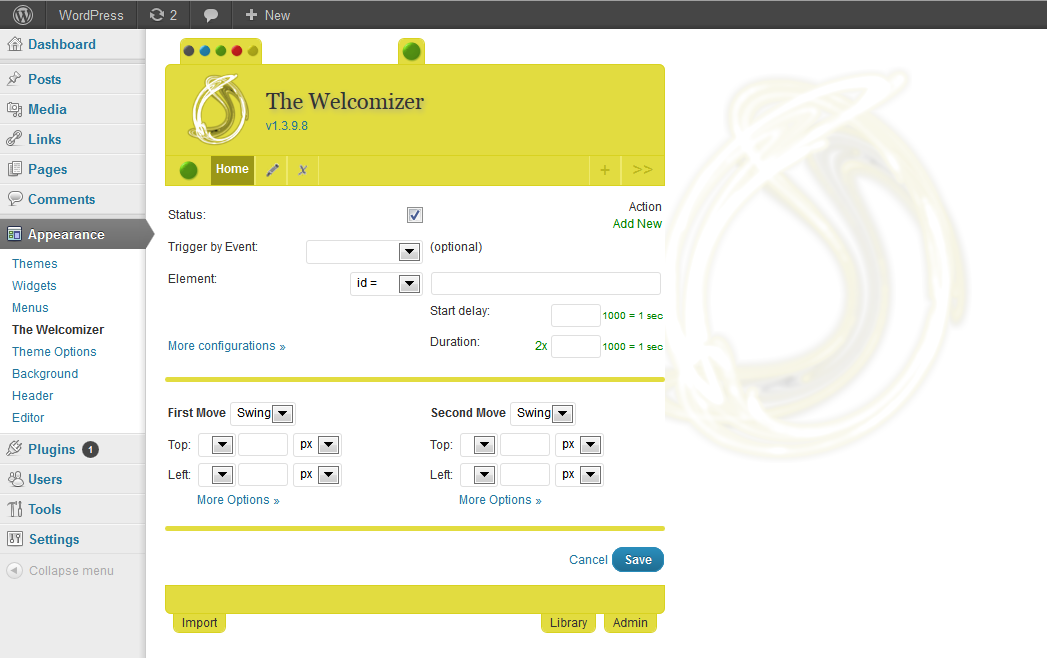 WordPress 2 + New
Dashboard
Posts
Media
Links
Pages
Comments
Appearance
Themes
Widgets
Menus
The Welcomizer
Theme Options
Background
Header
Editor
Plugins 1
Users
Tools
Settings
Collapse menu
The Welcomizer
v1.3.9.8
Home x + >>
Action
Status:
Add New
Trigger by Event: (optional)
Element: id =
Start delay: 1000 = 1 sec
More configurations » Duration: 2x 1000 = 1 sec
First Move Swing Second Move Swing
Top: px Top: px
Left: px Left: px
More Options » More Options »
Cancel Save
Import Library Admin